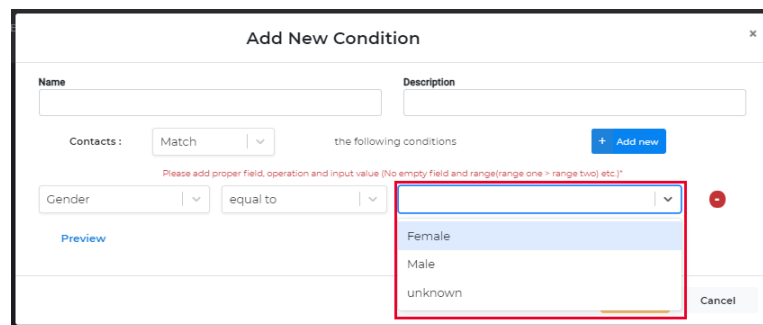 Add New Condition
×
Name
Description
Contacts :
Match
the following conditions
+ Add new
Please add proper field, operation and input value (No empty field and range(range one > range two) etc.)*
Gender
equal to
Preview
Female
Male
unknown
Cancel